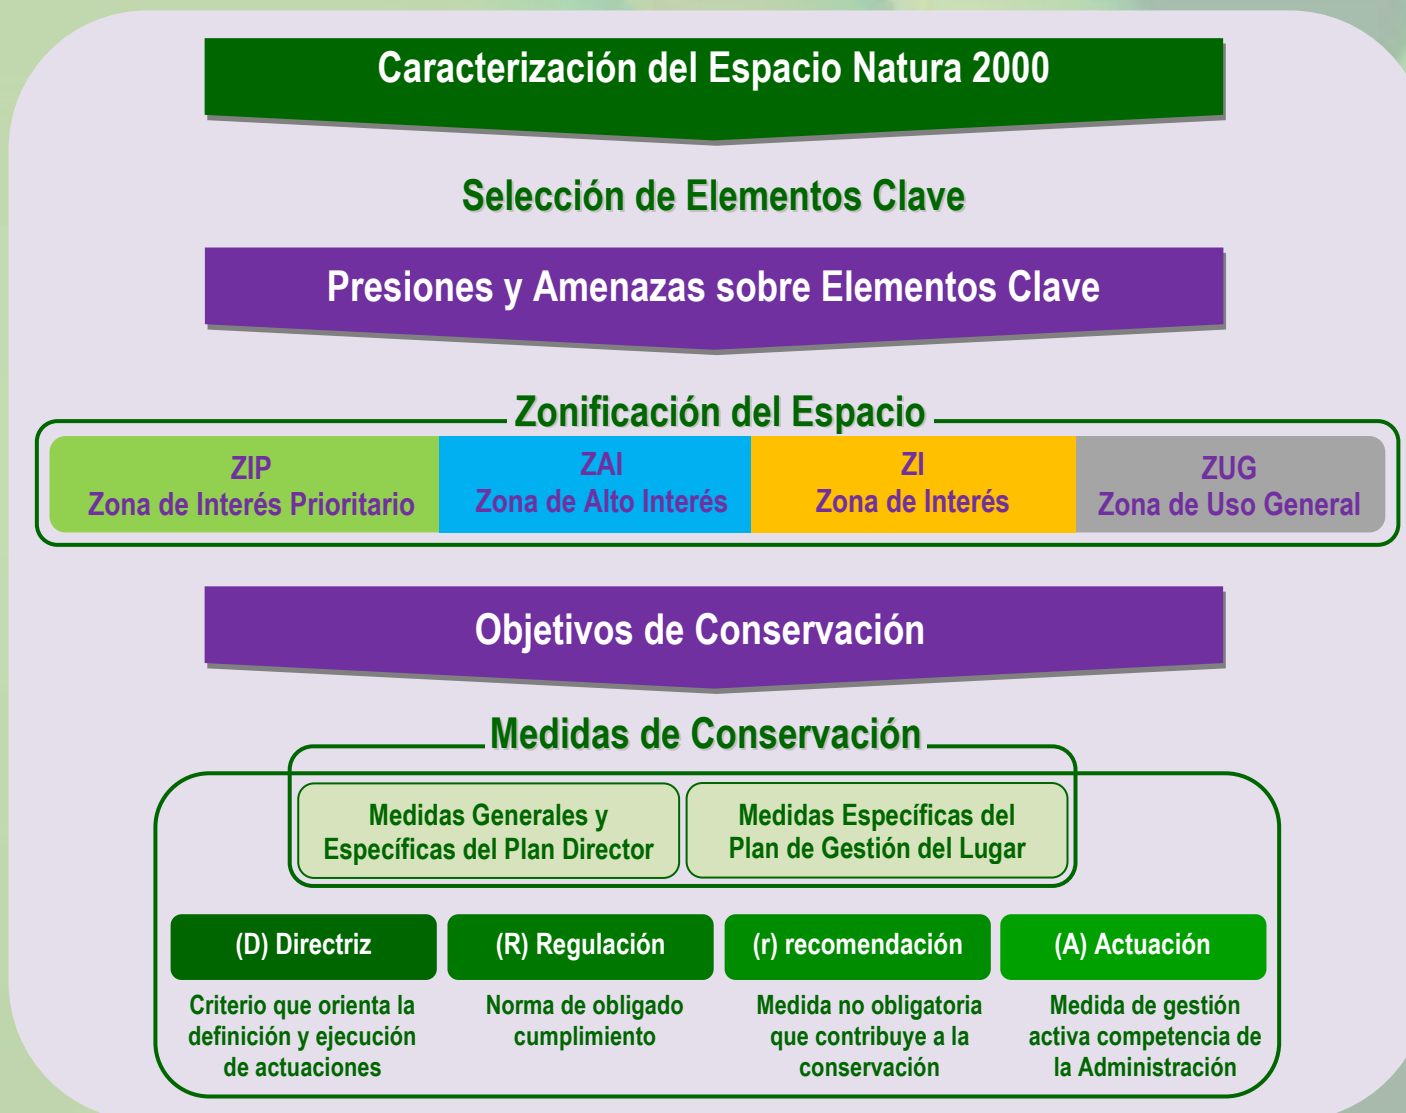 Caracterización del Espacio Natura 2000
Selección de Elementos Clave
Presiones y Amenazas sobre Elementos Clave
Zonificación del Espacio
ZIP
Zona de Interés Prioritario
ZAI
Zona de Alto Interés
ZI
Zona de Interés
ZUG
Zona de Uso General
Objetivos de Conservación
Medidas de Conservación
Medidas Generales y
Específicas del Plan Director
Medidas Específicas del
Plan de Gestión del Lugar
(D) Directriz
Criterio que orienta la
definición y ejecución
de actuaciones
(R) Regulación
Norma de obligado
cumplimiento
(r) recomendación
Medida no obligatoria
que contribuye a la
conservación
(A) Actuación
Medida de gestión
activa competencia de
la Administración